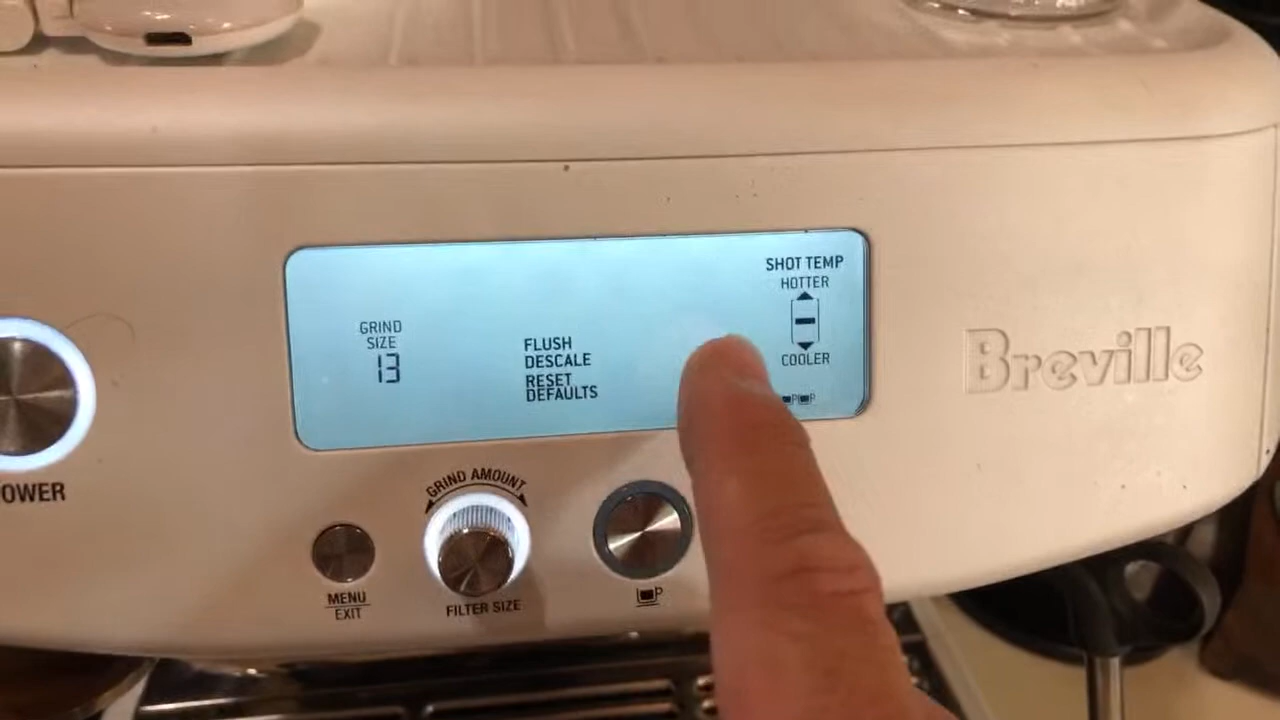 SHOT TEMP
HOTTER
COOLER
GRIND
SIZE
13
FLUSH
DESCALE
RESET
DEFAULTS
Breville
OWER
GRIND AMOUNT
MENU
EXIT
FILTER SIZE